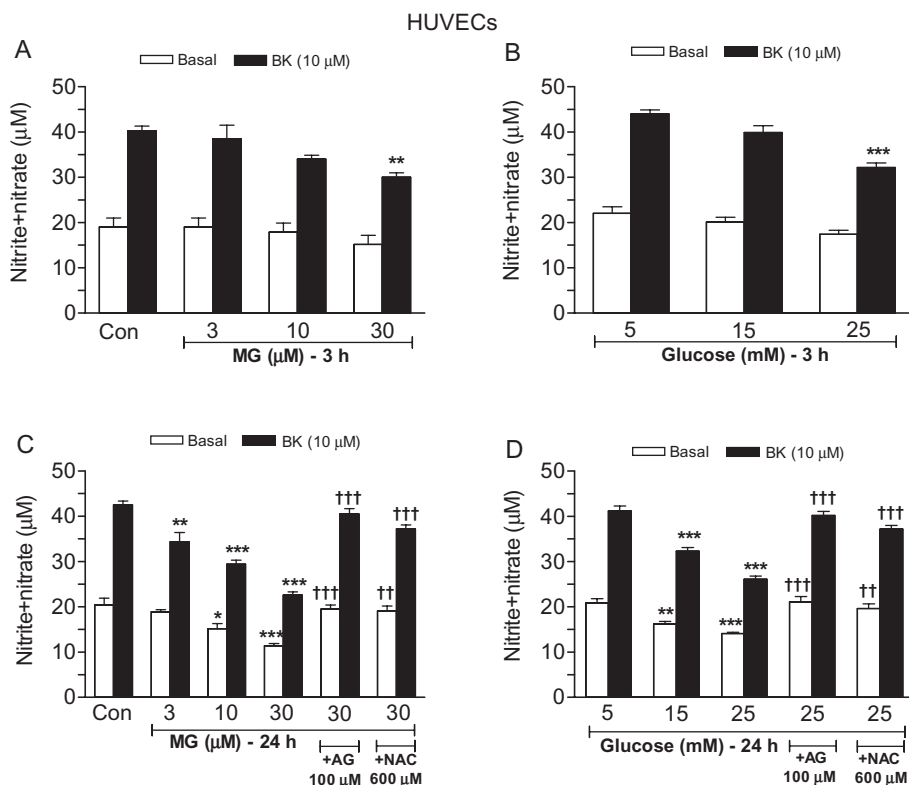 HUVECs
A
Basal BK (10 μM)
Nitrite+nitrate (μM)
50
40
30
20
10
0
**
Con 3 10 30
MG (μM) - 3 h
B
Basal BK (10 μM)
Nitrite+nitrate (μM)
50
40
30
20
10
0
***
5 15 25
Glucose (mM) - 3 h
C
Basal BK (10 μM)
Nitrite+nitrate (μM)
50
40
30
20
10
0
** * *** *** *** ††† ††† †† †††
Con 3 10 30 30 30
MG (μM) - 24 h
+AG +NAC
100 μM 600 μM
D
Basal BK (10 μM)
Nitrite+nitrate (μM)
50
40
30
20
10
0
** *** *** *** ††† ††† †† †††
5 15 25 25 25
Glucose (mM) - 24 h
+AG +NAC
100 μM 600 μM